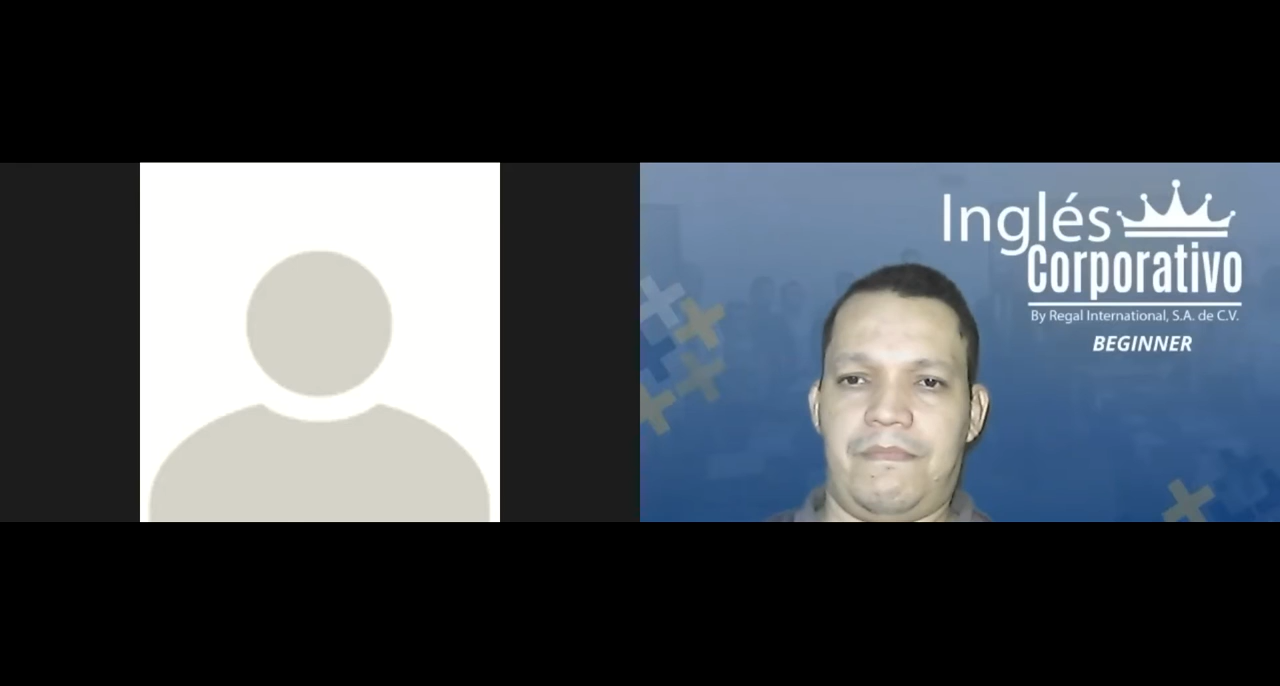 Inglés
Corporativo
By Regal International, S.A. de C.V.
BEGINNER